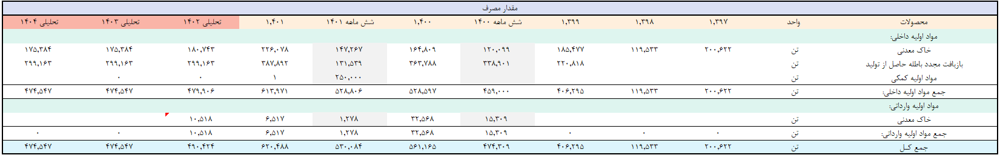 مقدار مصرف
محصولات واحد ۱,۳۹۷ ۱,۳۹۸ ۱,۳۹۹ شش ماهه ۱۴۰۰ ۱,۴۰۰ شش ماهه ۱۴۰۱ ۱,۴۰۱ تحلیلی ۱۴۰۲ تحلیلی ۱۴۰۳ تحلیلی ۱۴۰۴
مواد اولیه داخلی:
خاک معدنی تن ۲۰۰,۶۲۲ ۱۱۹,۵۳۳ ۱۸۵,۴۷۷ ۱۲۰,۰۹۹ ۱۶۴,۸۰۹ ۱۴۷,۲۶۷ ۲۲۶,۰۷۸ ۱۸۰,۷۴۳ ۱۷۵,۳۸۴ ۱۷۵,۳۸۴
بازیافت مجدد باطله حاصل از تولید تن ۲۲۰,۸۱۸ ۳۳۸,۹۰۱ ۳۶۳,۷۸۸ ۱۳۱,۵۳۹ ۳۸۷,۸۹۲ ۲۹۹,۱۶۳ ۲۹۹,۱۶۳ ۲۹۹,۱۶۳
مواد اولیه کمکی تن ۲۵۰,۰۰۰ ۱ ۰ ۰
جمع مواد اولیه داخلی: تن ۲۰۰,۶۲۲ ۱۱۹,۵۳۳ ۴۰۶,۲۹۵ ۴۵۹,۰۰۰ ۵۲۸,۵۹۷ ۵۲۸,۸۰۶ ۶۱۳,۹۷۱ ۴۷۹,۹۰۶ ۴۷۴,۵۴۷ ۴۷۴,۵۴۷
مواد اولیه وارداتی:
خاک معدنی تن ۱۵,۳۰۹ ۳۲,۵۶۸ ۱,۲۷۸ ۶,۵۱۷ ۱۰,۵۱۸
جمع مواد اولیه وارداتی: تن ۰ ۰ ۰ ۱۵,۳۰۹ ۳۲,۵۶۸ ۱,۲۷۸ ۶,۵۱۷ ۱۰,۵۱۸ ۰ ۰
جمع کـل تن ۲۰۰,۶۲۲ ۱۱۹,۵۳۳ ۴۰۶,۲۹۵ ۴۷۴,۳۰۹ ۵۶۱,۱۶۵ ۵۳۰,۰۸۴ ۶۲۰,۴۸۸ ۴۹۰,۴۲۴ ۴۷۴,۵۴۷ ۴۷۴,۵۴۷